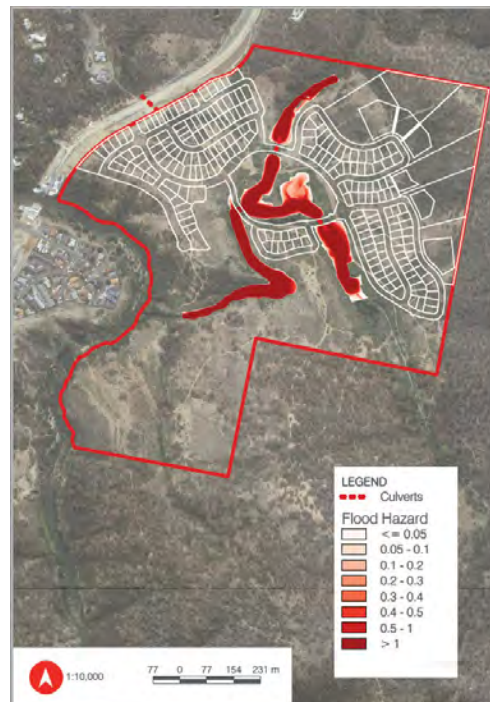 LEGEND
Culverts
Flood Hazard
<= 0.05
0.05 - 0.1
0.1 - 0.2
0.2 - 0.3
0.3 - 0.4
0.4 - 0.5
0.5 - 1
> 1
1:10,000
77 0 77 154 231 m